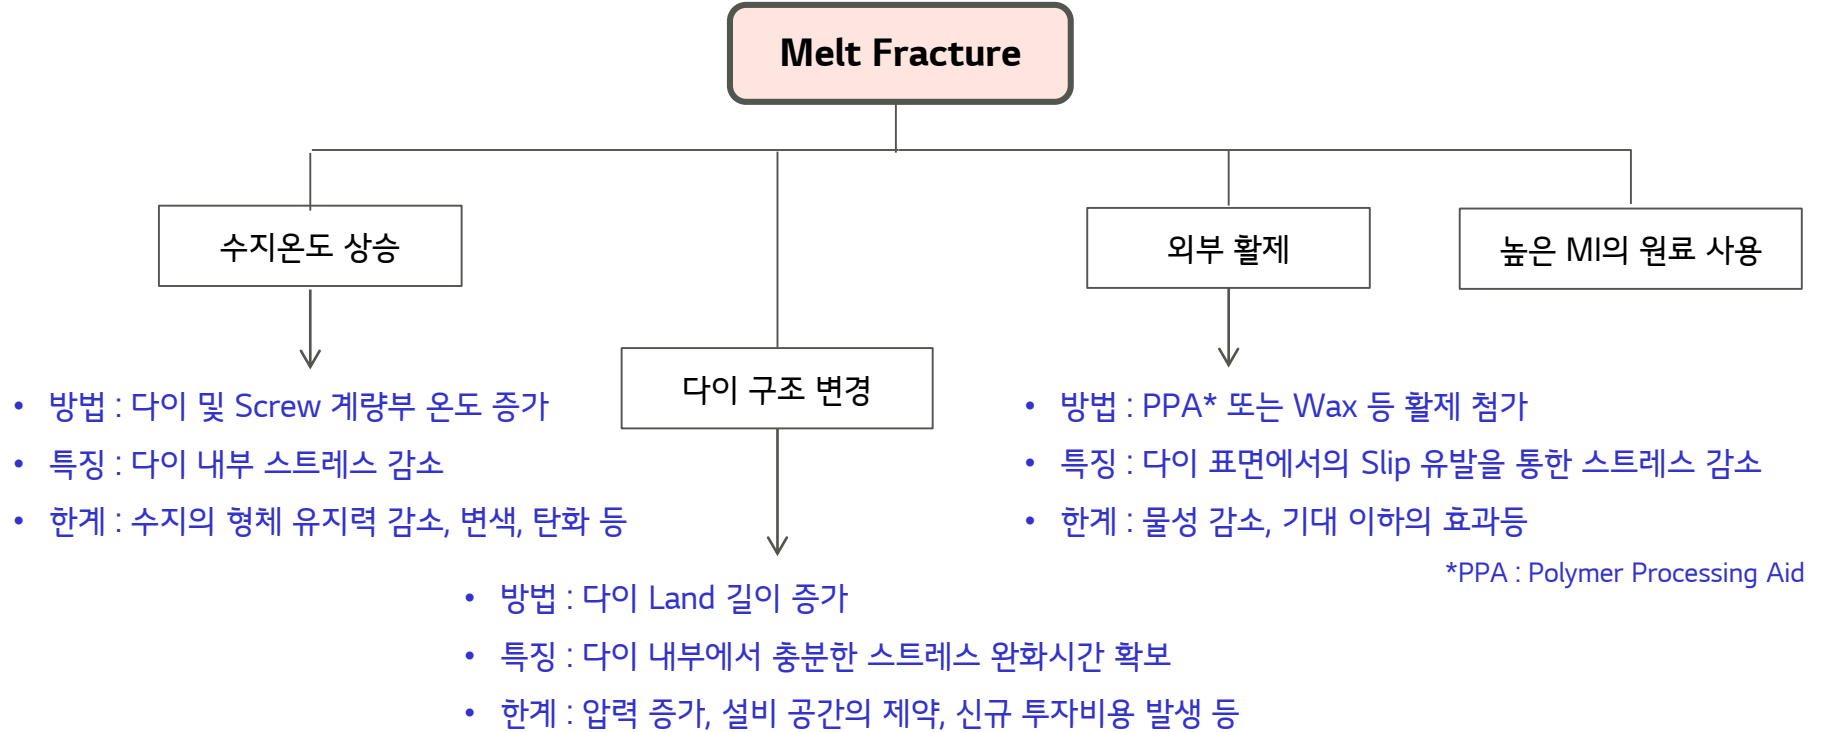 Melt Fracture
수지온도 상승
• 방법 : 다이 및 Screw 계량부 온도 증가
• 특징 : 다이 내부 스트레스 감소
• 한계 : 수지의 형체 유지력 감소, 변색, 탄화 등
다이 구조 변경
• 방법 : 다이 Land 길이 증가
• 특징 : 다이 내부에서 충분한 스트레스 완화시간 확보
• 한계 : 압력 증가, 설비 공간의 제약, 신규 투자비용 발생 등
외부 활제
• 방법 : PPA* 또는 Wax 등 활제 첨가
• 특징 : 다이 표면에서의 Slip 유발을 통한 스트레스 감소
• 한계 : 물성 감소, 기대 이하의 효과등
*PPA : Polymer Processing Aid
높은 MI의 원료 사용